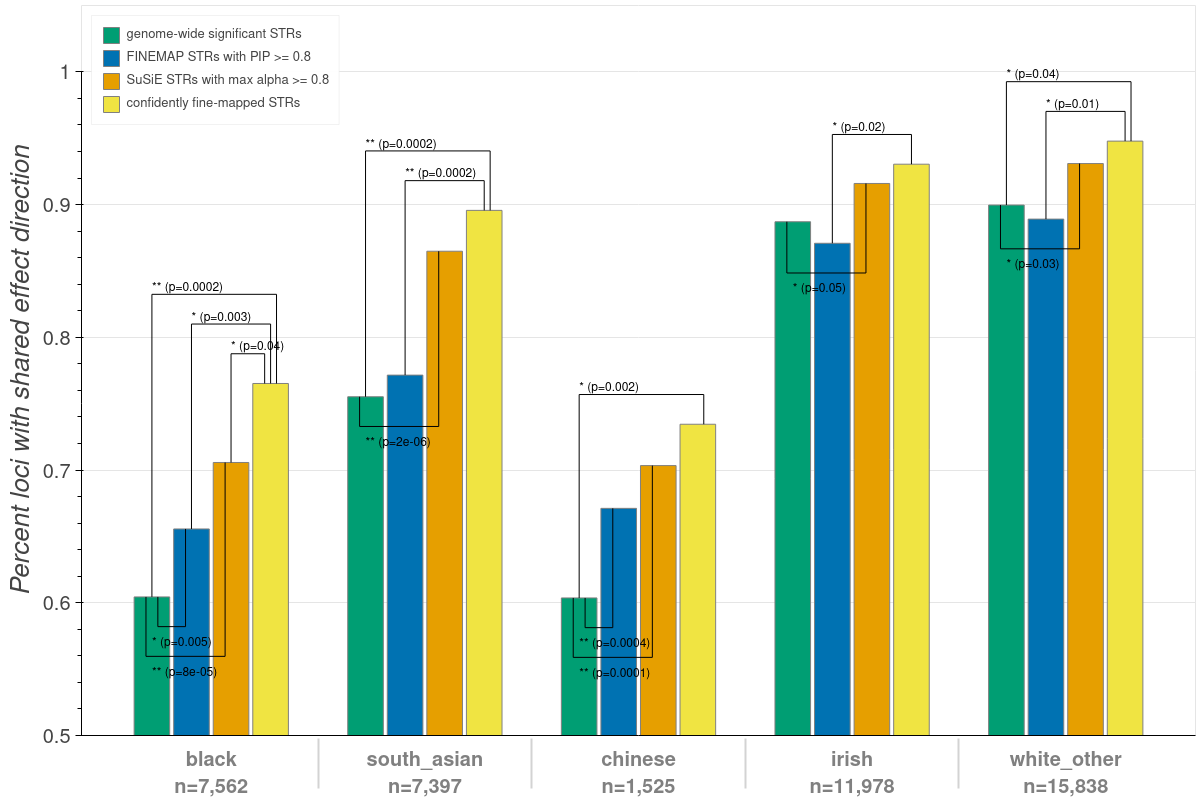 genome-wide significant STRs
FINEMAP STRs with PIP >= 0.8
SuSiE STRs with max alpha >= 0.8
confidently fine-mapped STRs
Percent loci with shared effect direction
1
0.9
0.8
0.7
0.6
0.5
** (p=0.0002)
* (p=0.003)
* (p=0.04)
* (p=0.005)
** (p=8e-05)
** (p=0.0002)
** (p=0.0002)
** (p=2e-06)
* (p=0.002)
** (p=0.0004)
** (p=0.0001)
* (p=0.02)
* (p=0.05)
* (p=0.04)
* (p=0.01)
* (p=0.03)
black
n=7,562
south_asian
n=7,397
chinese
n=1,525
irish
n=11,978
white_other
n=15,838